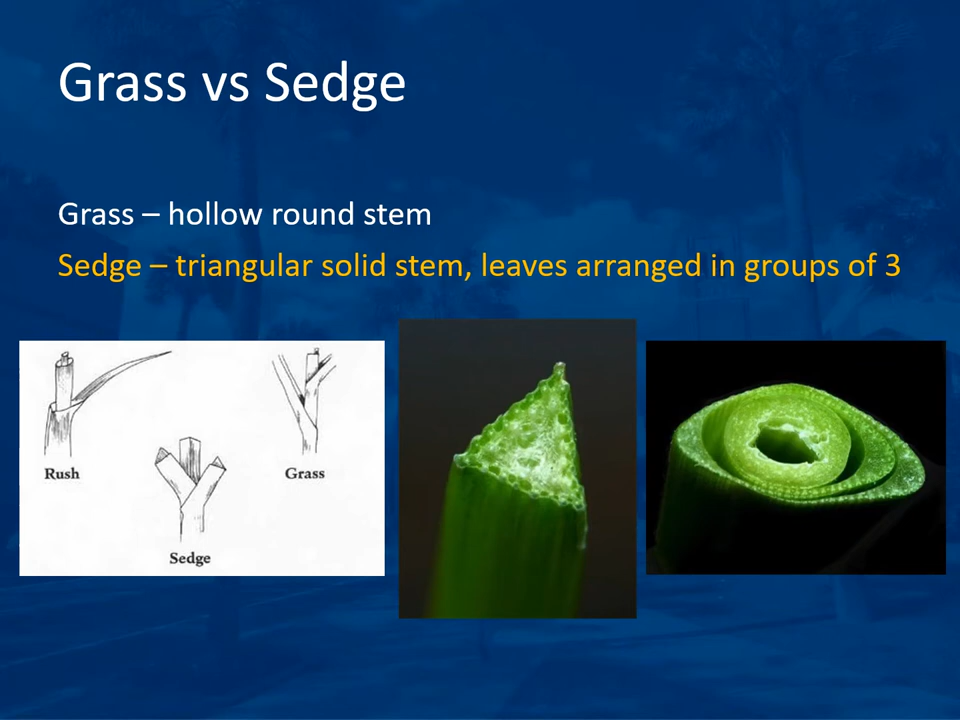 Grass vs Sedge
Grass – hollow round stem
Sedge – triangular solid stem, leaves arranged in groups of 3
Rush
Grass
Sedge